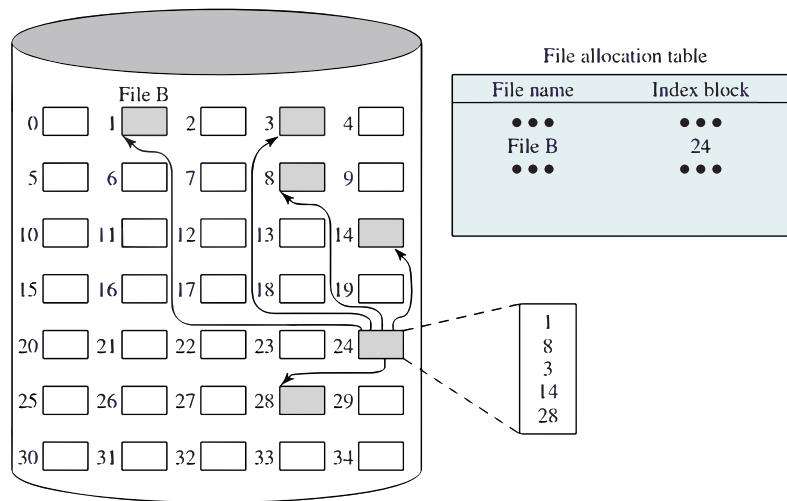 File allocation table
File name Index block
••• •••
File B 24
••• •••
File B
0 1 2 3 4
5 6 7 8 9
10 11 12 13 14
15 16 17 18 19
20 21 22 23 24
25 26 27 28 29
30 31 32 33 34
1
8
3
14
28